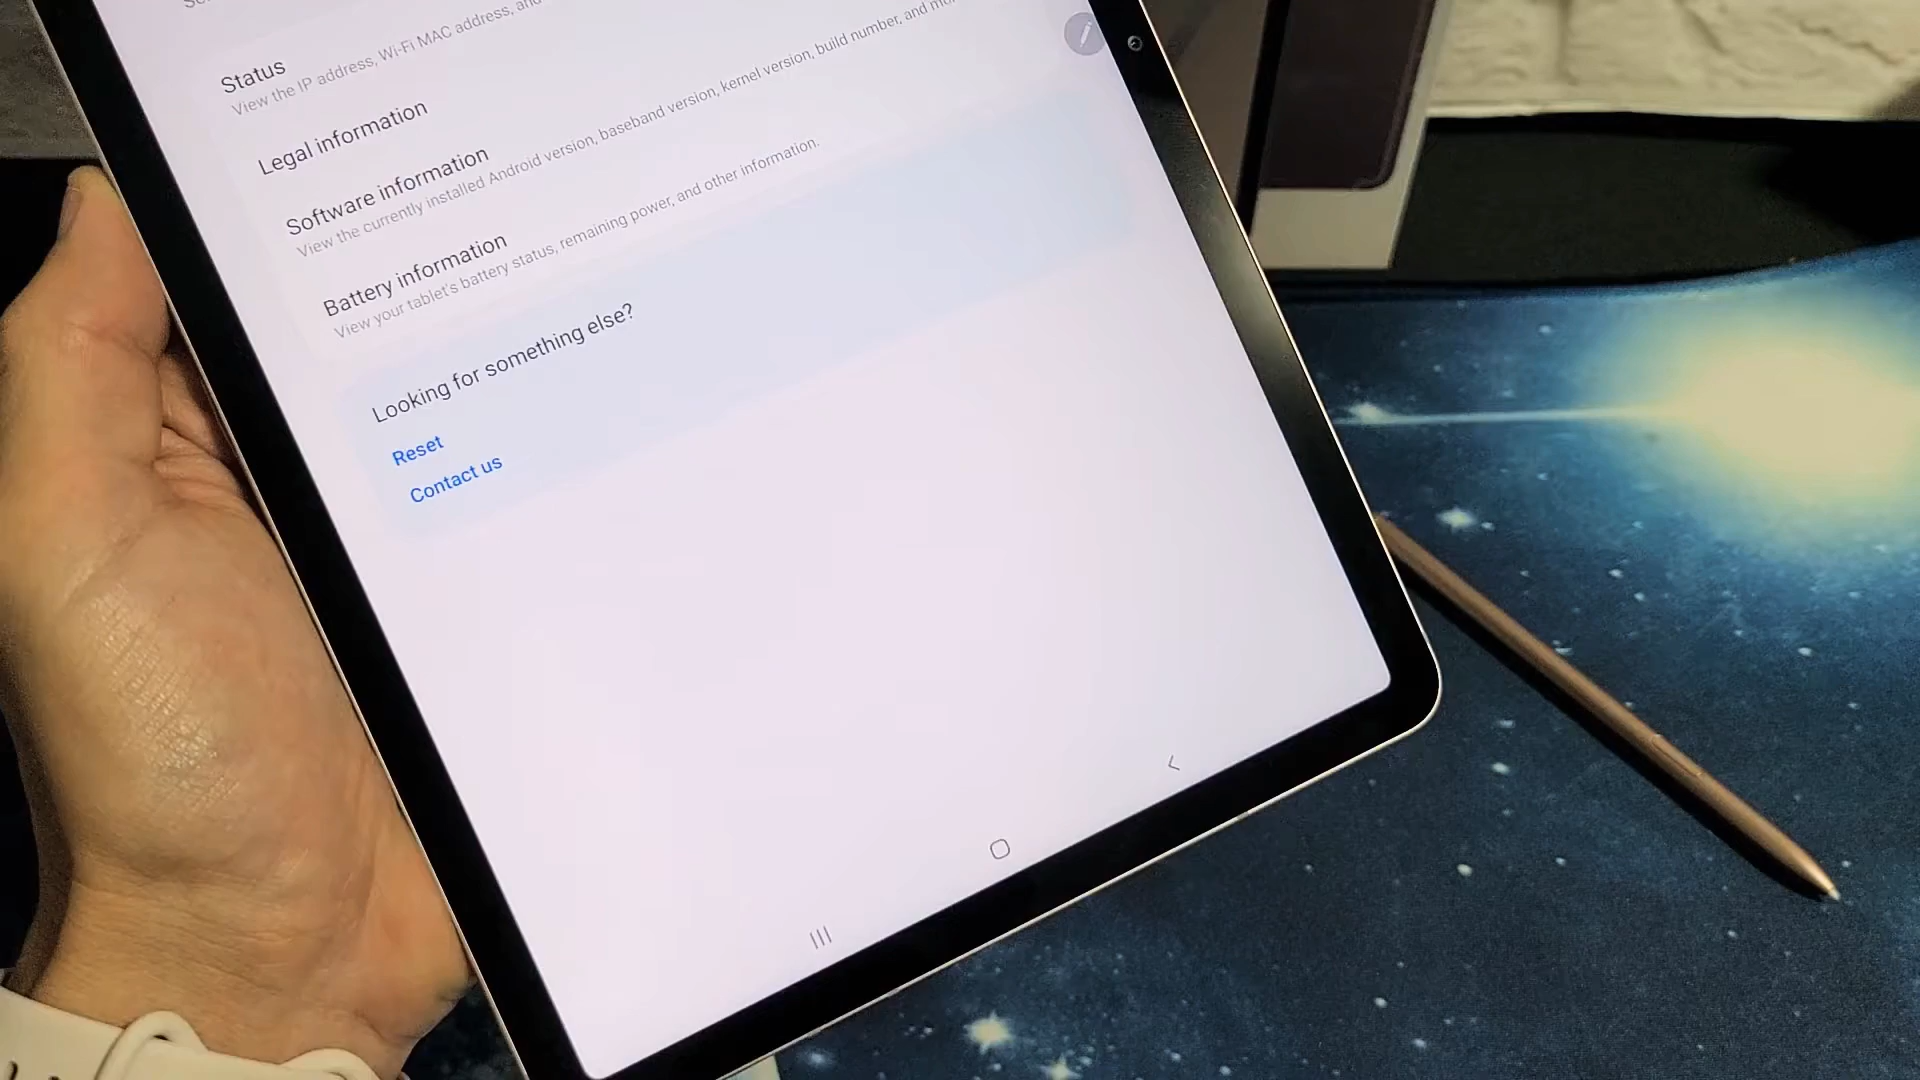 Status
View the IP address, Wi-Fi MAC address, and
Legal information
Software information
View the currently installed Android version, baseband version, kernel version, build number, and
Battery information
View your tablet's battery status, remaining power, and other information.
Looking for something else?
Reset
Contact us